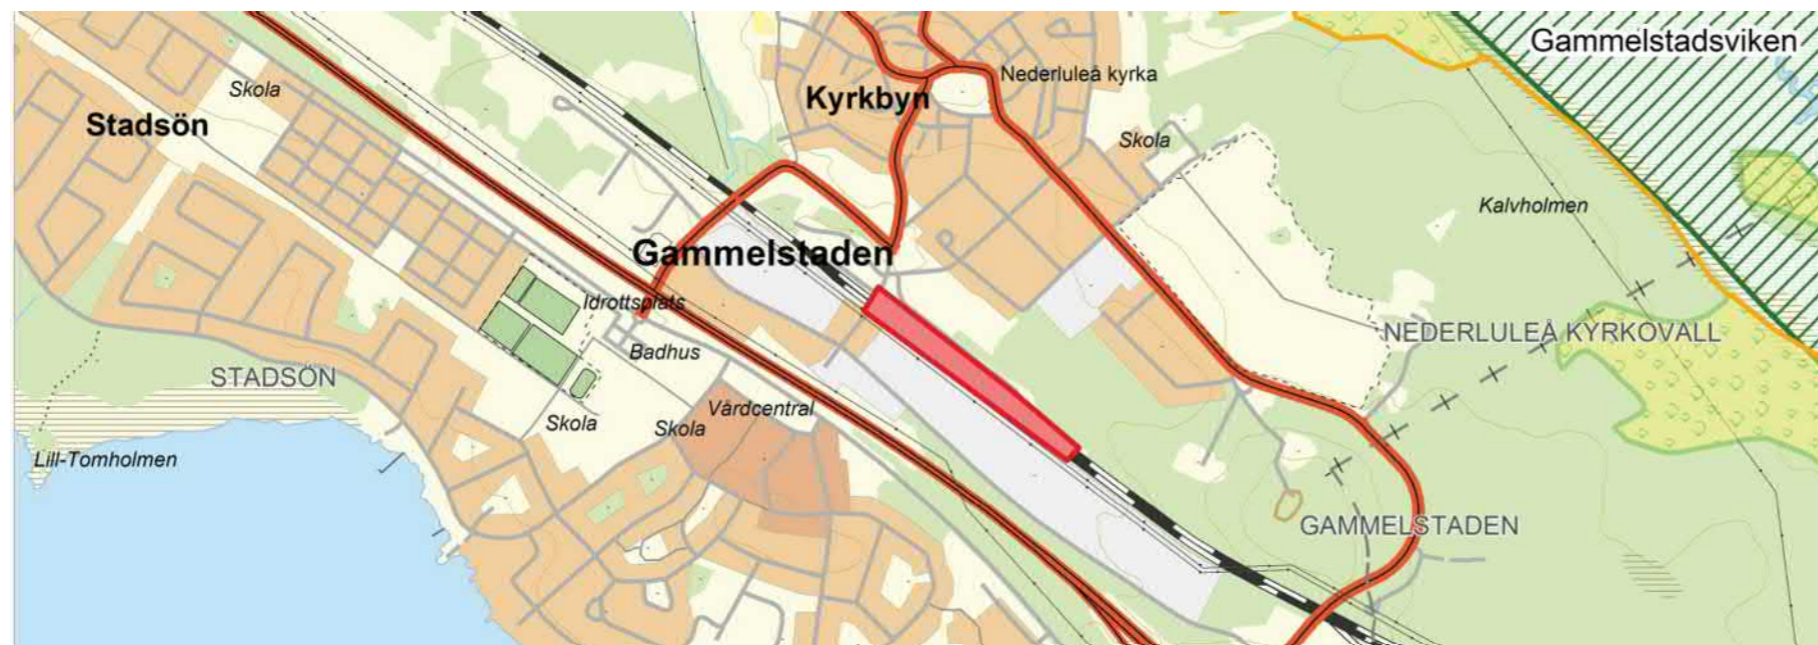 Gammelstadsviken
Nederluleå kyrka
Skola
Kyrkbyn
Stadsön
Skola
Kalvholmen
Gammelstaden
Idrottsplats
NEDERLULEÅ KYRKOVALL
Badhus
STADSÖN
Vårdcentral
Skola
Skola
Lill-Tomholmen
GAMMELSTADEN